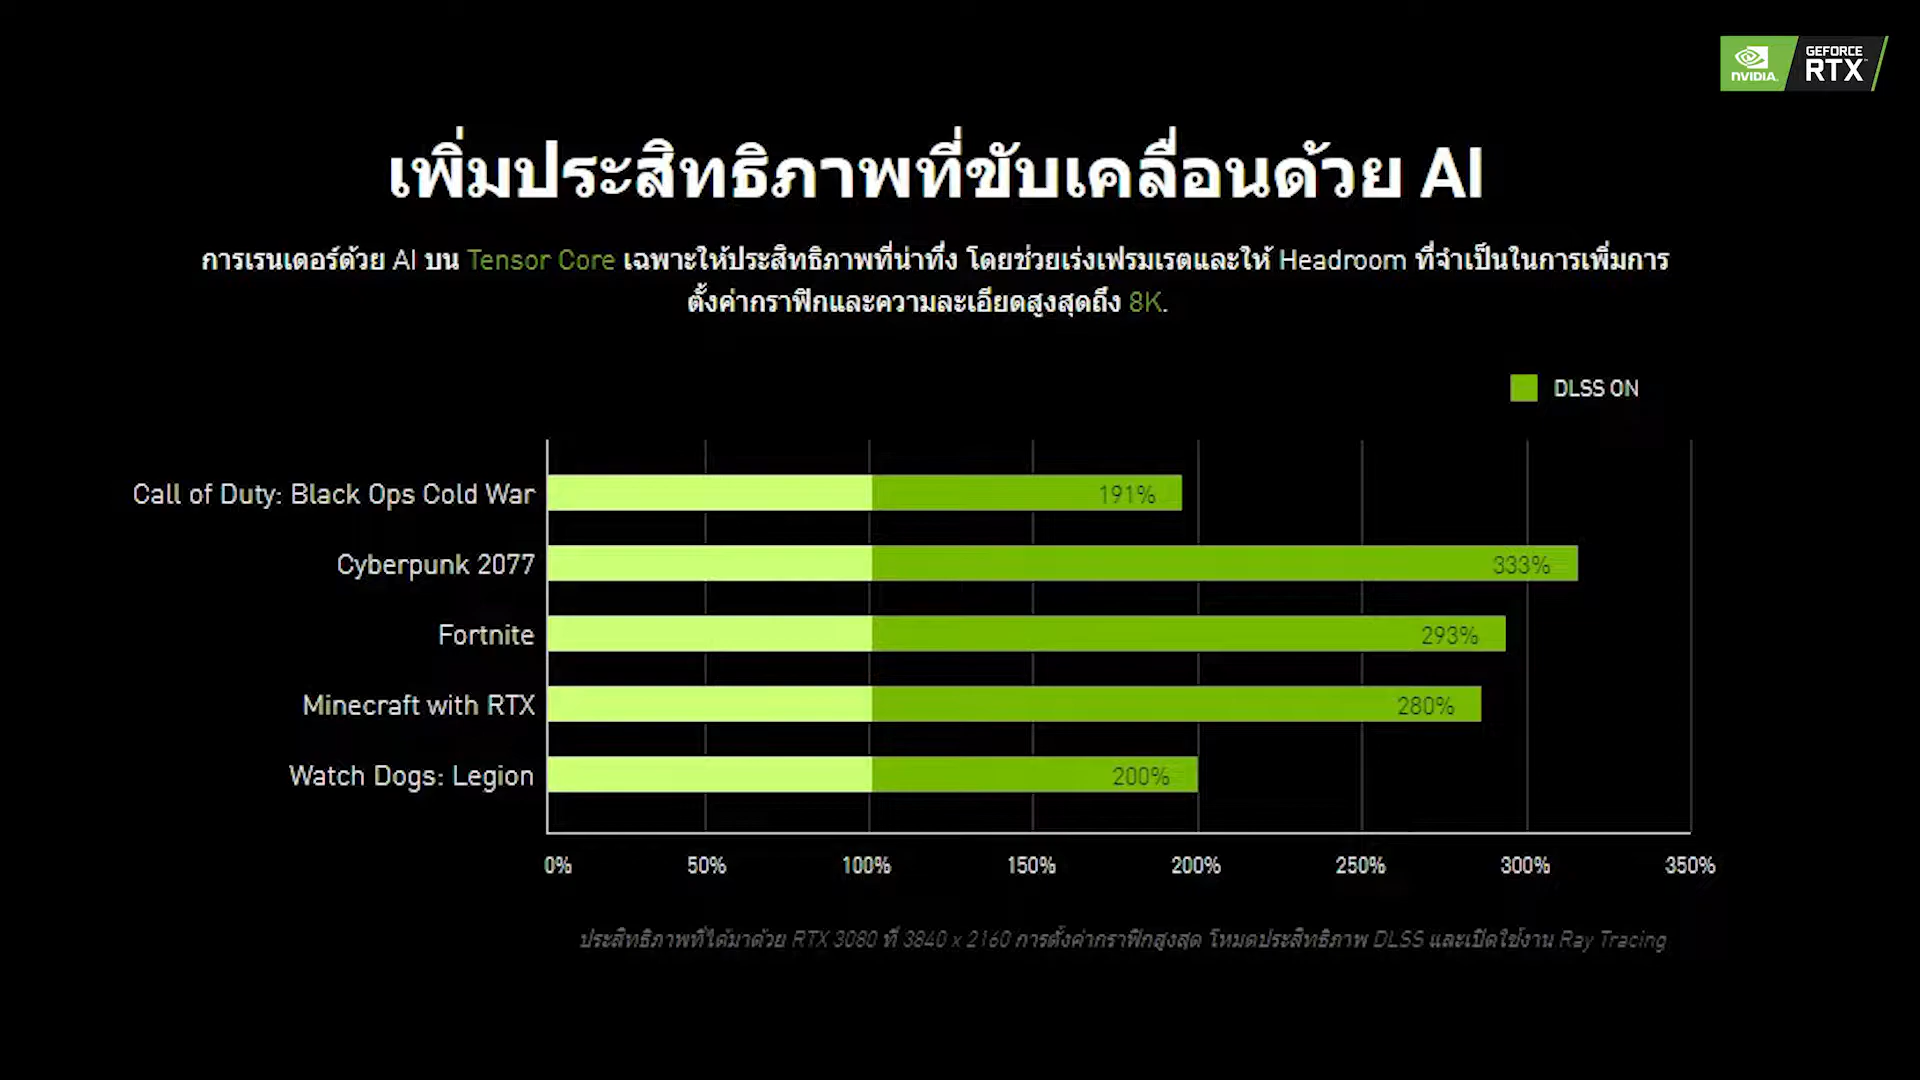 NVIDIA.
GEFORCE
RTX
เพิ่มประสิทธิภาพที่ขับเคลื่อนด้วย AI
การเรนเดอร์ด้วย AI บน Tensor Core เฉพาะให้ประสิทธิภาพที่น่าทึ่ง โดยช่วยเร่งเฟรมเรตและให้ Headroom ที่จำเป็นในการเพิ่มการ
ตั้งค่ากราฟิกและความละเอียดสูงสุดถึง 8K.
DLSS ON
Call of Duty: Black Ops Cold War 191%
Cyberpunk 2077 333%
Fortnite 293%
Minecraft with RTX 280%
Watch Dogs: Legion 200%
0% 50% 100% 150% 200% 250% 300% 350%
ประสิทธิภาพที่ได้มาด้วย RTX 3080 ที่ 3840 x 2160 การตั้งค่ากราฟิกสูงสุด โหมดประสิทธิภาพ DLSS และเปิดใช้งาน Ray Tracing